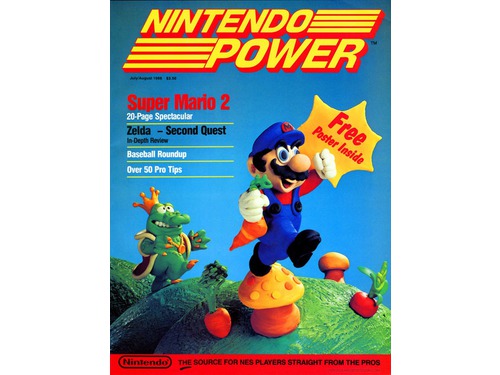 NINTENDO
POWER
TM
July/August 1988 $3.50
Super Mario 2
20-Page Spectacular
Zelda – Second Quest
In-Depth Review
Baseball Roundup
Over 50 Pro Tips
Free
Poster Inside
Nintendo
THE SOURCE FOR NES PLAYERS STRAIGHT FROM THE PROS